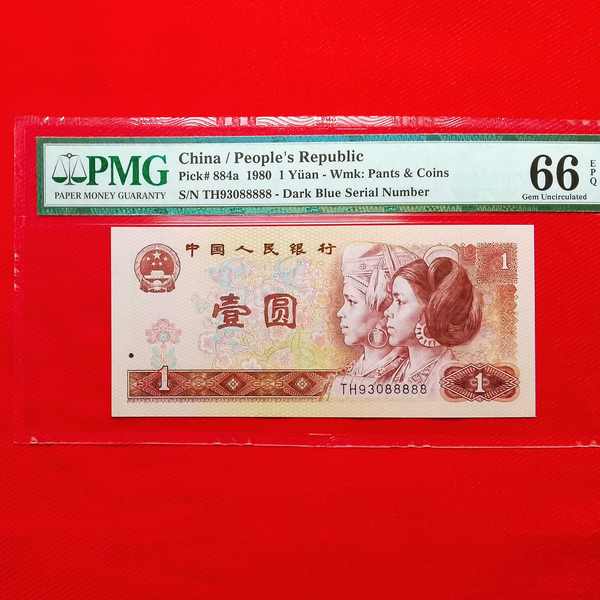 PMG
PAPER MONEY GUARANTY
China / People's Republic
Pick# 884a 1980 1 Yüan - Wmk: Pants & Coins
S/N TH93088888 - Dark Blue Serial Number
66
EPQ
Gem Uncirculated
中国人民银行
1
壹圆
1
TH93088888
1